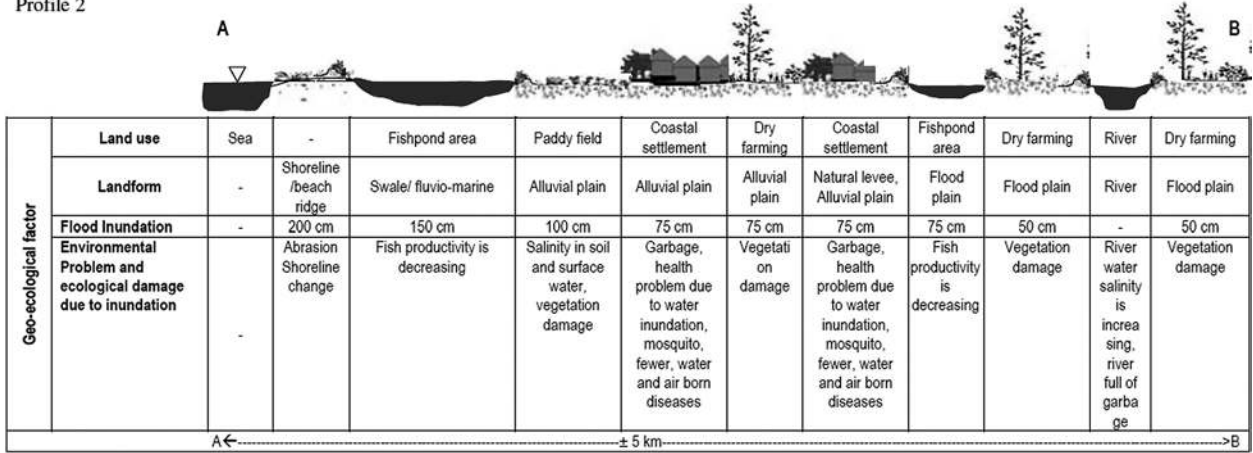 Profile 2
A
B
Geo-ecological factor
Land use
Sea
-
Fishpond area
Paddy field
Coastal
settlement
Dry
farming
Coastal
settlement
Fishpond
area
Dry farming
River
Dry farming
Landform
-
Shoreline
/beach
ridge
Swale/ fluvio-marine
Alluvial plain
Alluvial plain
Alluvial
plain
Natural levee,
Alluvial plain
Flood
plain
Flood plain
River
Flood plain
Flood Inundation
-
200 cm
150 cm
100 cm
75 cm
75 cm
75 cm
75 cm
50 cm
-
50 cm
Environmental
Problem and
ecological damage
due to inundation
-
Abrasion
Shoreline
change
Fish productivity is
decreasing
Salinity in soil
and surface
water,
vegetation
damage
Garbage,
health
problem due
to water
inundation,
mosquito,
fewer, water
and air born
diseases
Vegetati
on
damage
Garbage,
health
problem due
to water
inundation,
mosquito,
fewer, water
and air born
diseases
Fish
productivity
is
decreasing
Vegetation
damage
River
water
salinity
is
increa
sing,
river
full of
garba
ge
Vegetation
damage
A← ± 5 km >B